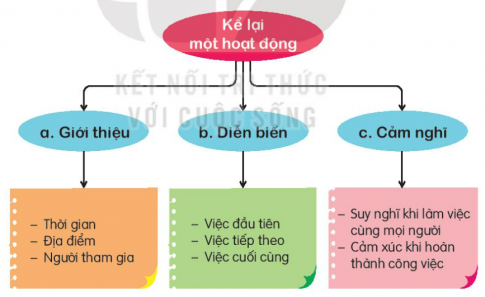 Kể lại
một hoạt động
KẾT NỐI TRI THỨC
VỚI CUỘC SỐNG
a. Giới thiệu
b. Diễn biến
c. Cảm nghĩ
– Thời gian
– Địa điểm
– Người tham gia
– Việc đầu tiên
– Việc tiếp theo
– Việc cuối cùng
– Suy nghĩ khi làm việc
cùng mọi người
– Cảm xúc khi hoàn
thành công việc